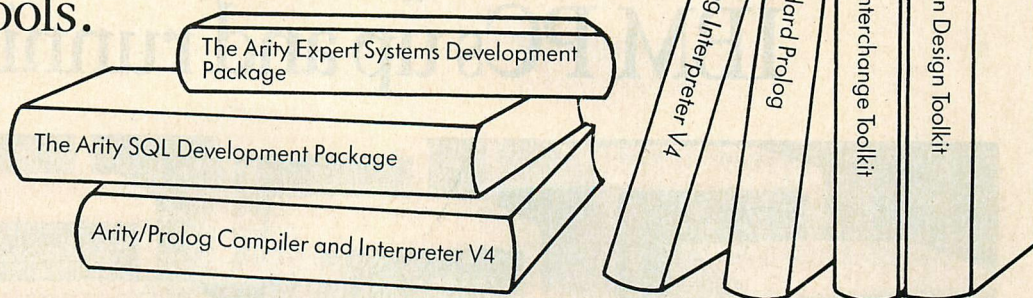 ools.
The Arity Expert Systems Development
Package
The Arity SQL Development Package
Arity/Prolog Compiler and Interpreter V4
g Interpreter V4
dard Prolog
nterchange Toolkit
n Design Toolkit